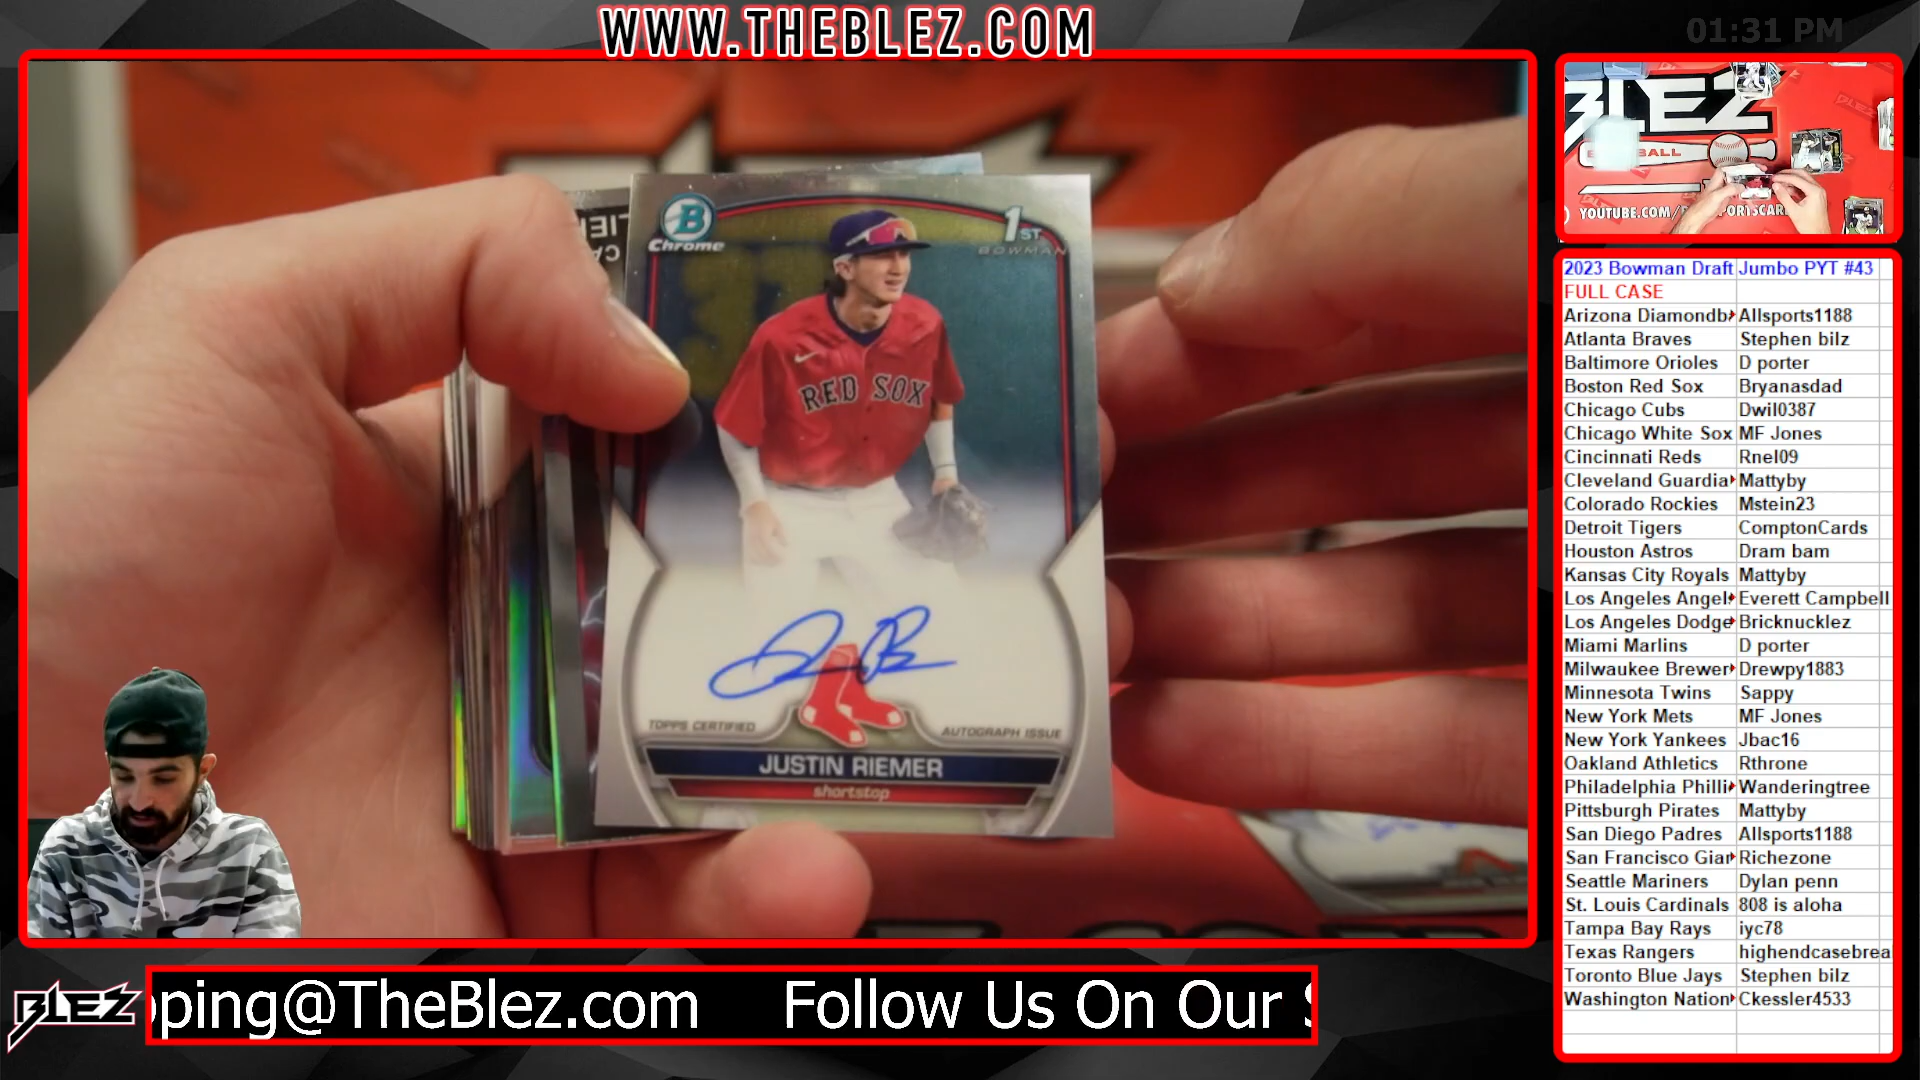 WWW.THEBLEZ.COM
01:31 PM
B
Chrome
1ST
BOWMAN
RED SOX
TOPPS CERTIFIED
AUTOGRAPH ISSUE
JUSTIN RIEMER
shortstop
BLEZ
YOUTUBE.COM/
2023 Bowman Draft Jumbo PYT #43
FULL CASE
Arizona Diamondb Allsports1188
Atlanta Braves Stephen bilz
Baltimore Orioles D porter
Boston Red Sox Bryanasdad
Chicago Cubs Dwil0387
Chicago White Sox MF Jones
Cincinnati Reds Rnel09
Cleveland Guardia Mattyby
Colorado Rockies Mstein23
Detroit Tigers ComptonCards
Houston Astros Dram bam
Kansas City Royals Mattyby
Los Angeles Angel Everett Campbell
Los Angeles Dodge Bricknucklez
Miami Marlins D porter
Milwaukee Brewer Drewpy1883
Minnesota Twins Sappy
New York Mets MF Jones
New York Yankees Jbac16
Oakland Athletics Rthrone
Philadelphia Philli Wanderingtree
Pittsburgh Pirates Mattyby
San Diego Padres Allsports1188
San Francisco Giar Richezone
Seattle Mariners Dylan penn
St. Louis Cardinals 808 is aloha
Tampa Bay Rays iyc78
Texas Rangers highendcasebrea
Toronto Blue Jays Stephen bilz
Washington Nation Ckessler4533
BLEZ
pping@TheBlez.com Follow Us On Our S